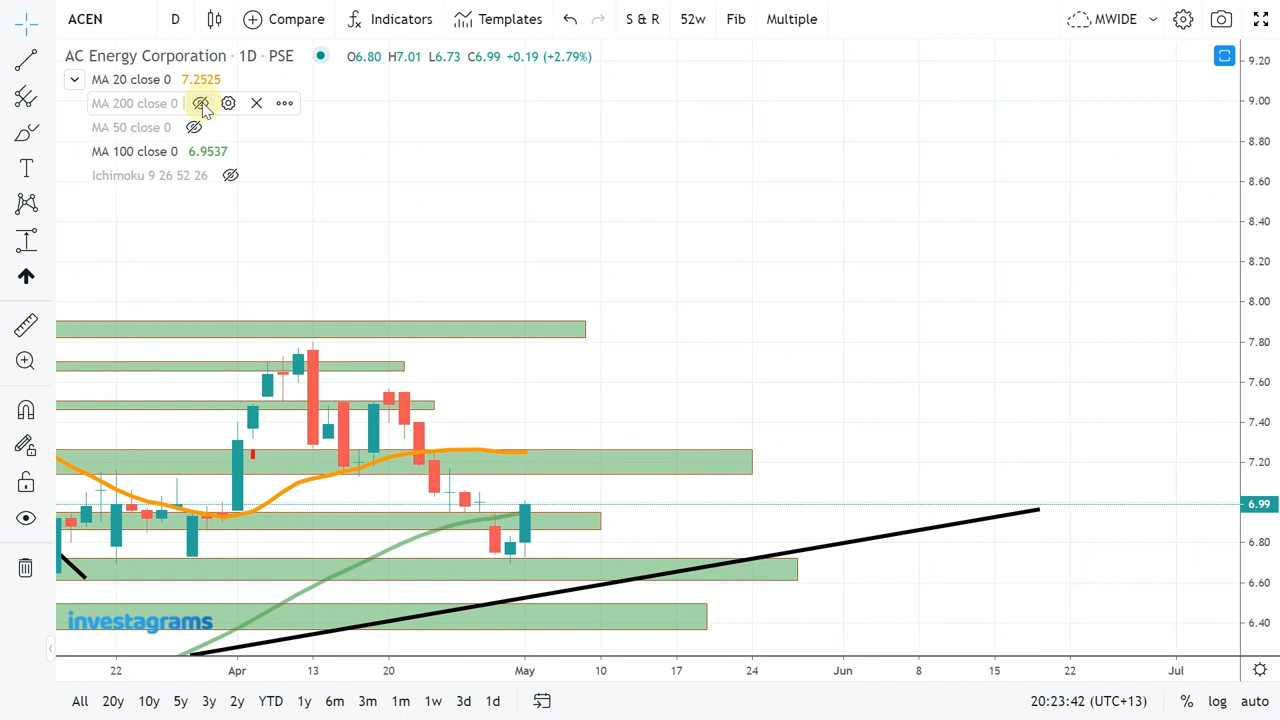 ACEN D Compare Indicators Templates S & R 52w Fib Multiple MWIDE
AC Energy Corporation · 1D · PSE O6.80 H7.01 L6.73 C6.99 +0.19 (+2.79%)
MA 20 close 0 7.2525
MA 200 close 0
MA 50 close 0
MA 100 close 0 6.9537
Ichimoku 9 26 52 26
9.20
9.00
8.80
8.60
8.40
8.20
8.00
7.80
7.60
7.40
7.20
6.99
6.80
6.60
6.40
investagrams
22 Apr 13 20 May 10 17 24 Jun 8 15 22 Jul
All 20y 10y 5y 3y 2y YTD 1y 6m 3m 1m 1w 3d 1d 20:23:42 (UTC+13) % log auto